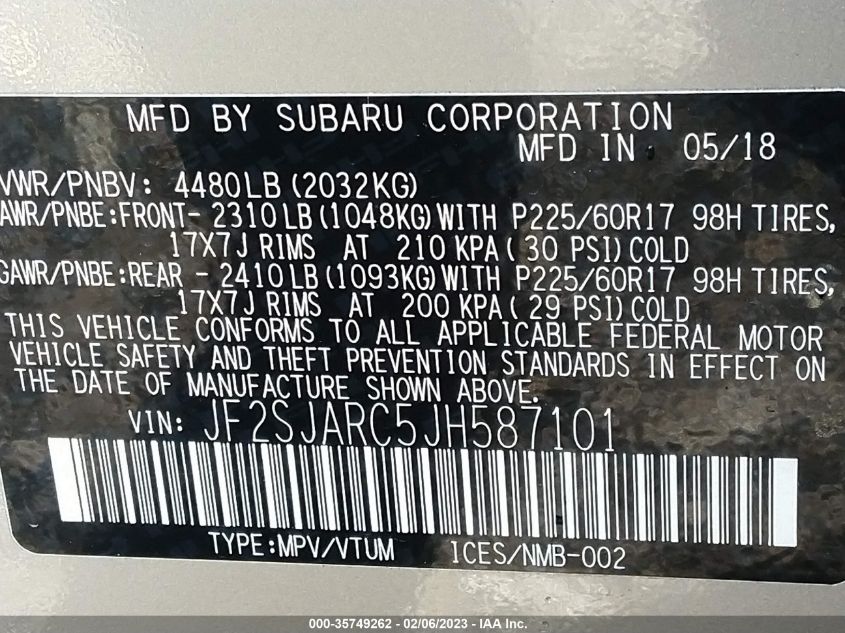 MFD BY SUBARU CORPORATION
MFD IN 05/18
VWR/PNBV: 4480LB(2032KG)
AWR/PNBE:FRONT- 2310LB(1048KG)WITH P225/60R17 98H TIRES,
17X7J RIMS AT 210 KPA(30 PSI)COLD
GAWR/PNBE:REAR - 2410LB(1093KG)WITH P225/60R17 98H TIRES,
17X7J RIMS AT 200 KPA(29 PSI)COLD
THIS VEHICLE CONFORMS TO ALL APPLICABLE FEDERAL MOTOR
VEHICLE SAFETY AND THEFT PREVENTION STANDARDS IN EFFECT ON
THE DATE OF MANUFACTURE SHOWN ABOVE.
VIN: JF2SJARC5JH587101
TYPE:MPV/VTUM ICES/NMB-002
000-35749262 - 02/06/2023 - IAA Inc.